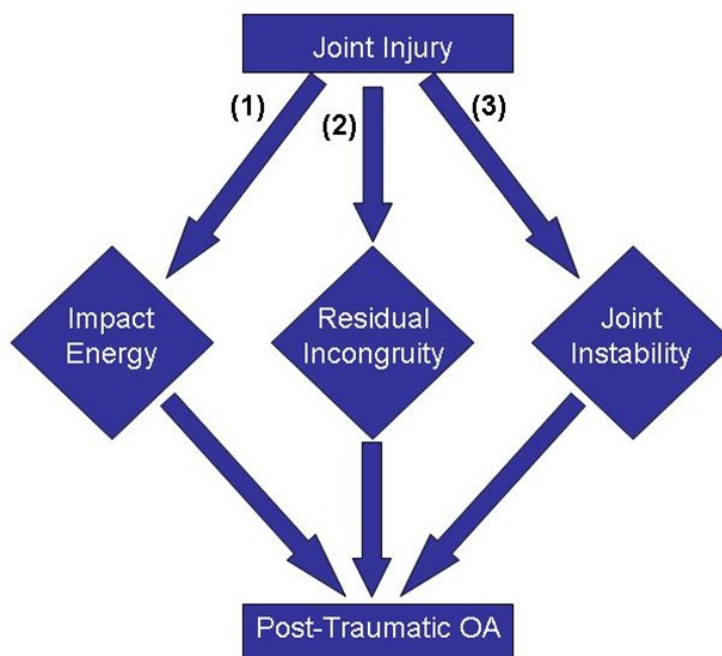 Joint Injury
(1)
(2)
(3)
Impact
Energy
Residual
Incongruity
Joint
Instability
Post-Traumatic OA